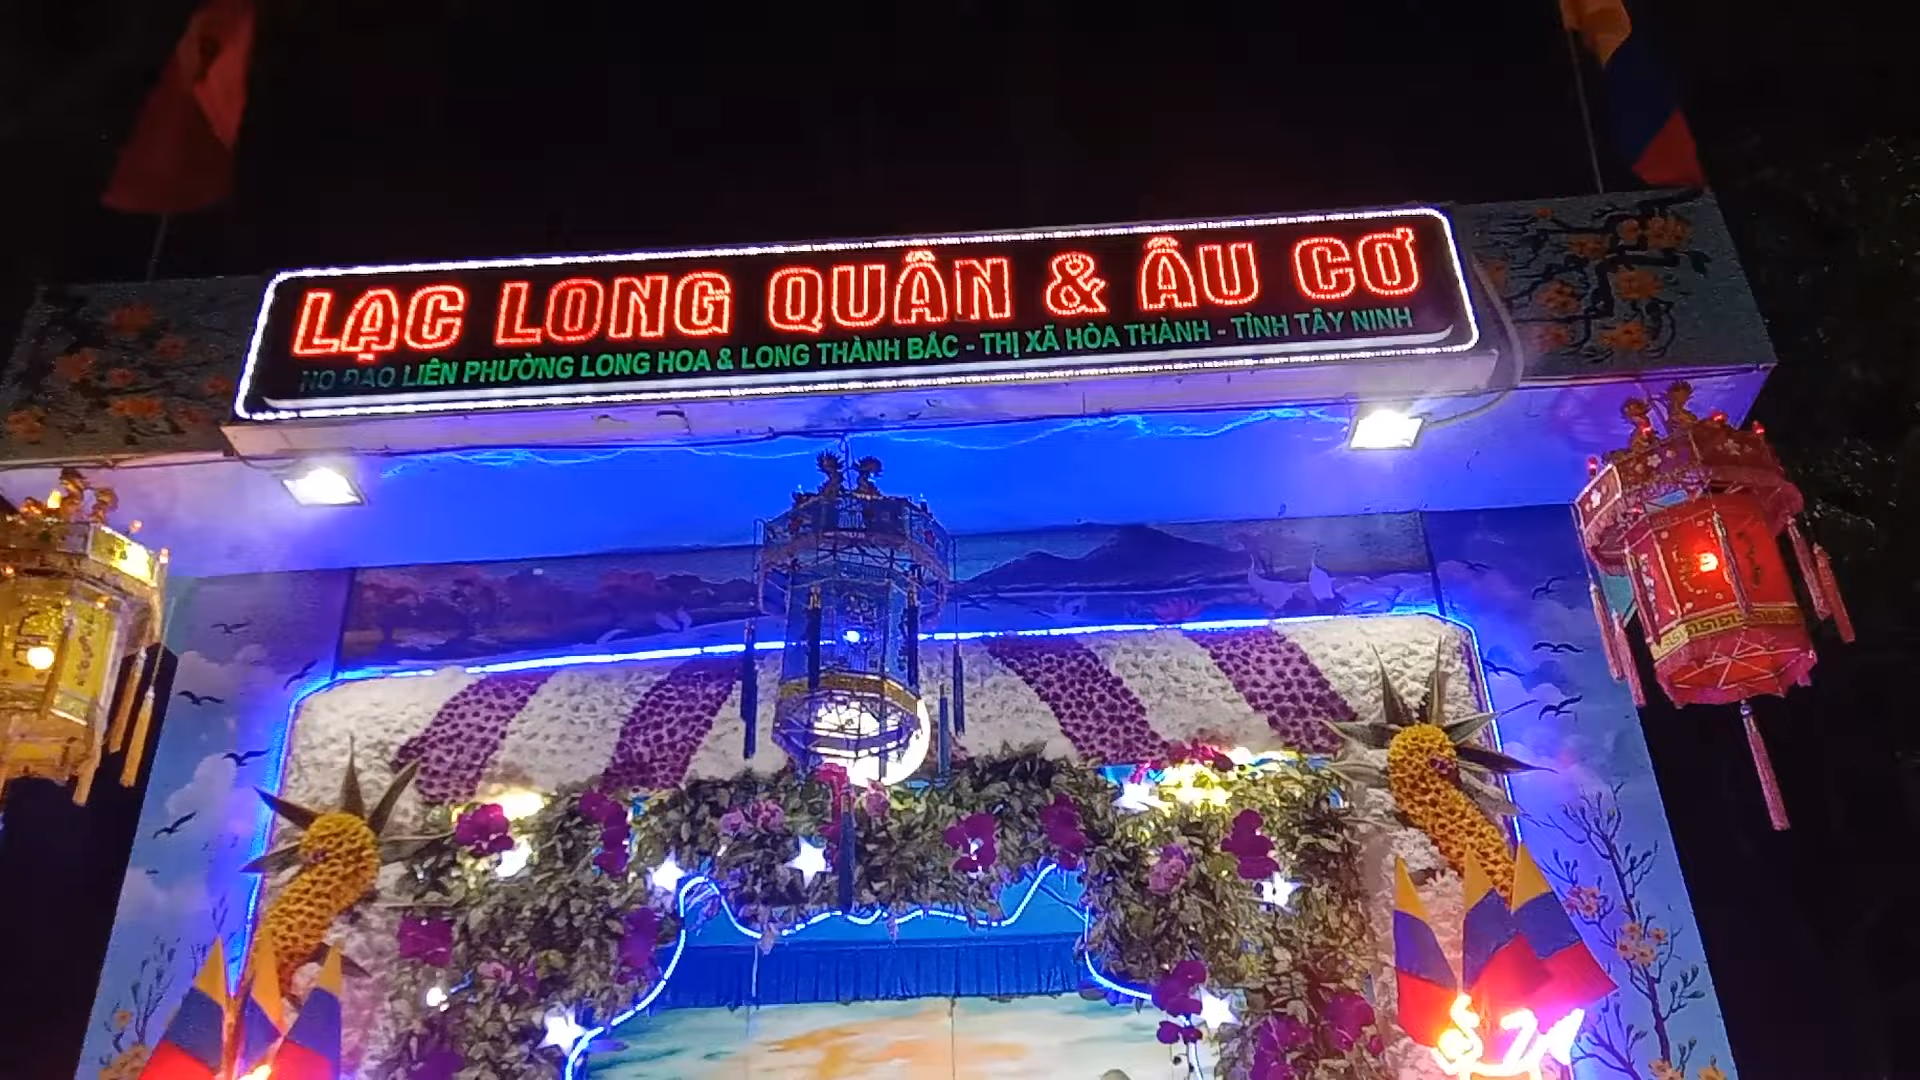 LẠC LONG QUÂN & ÂU CƠ
ĐẠO LIÊN PHƯỜNG LONG HOA & LONG THÀNH BẮC - THỊ XÃ HÒA THÀNH - TỈNH TÂY NINH